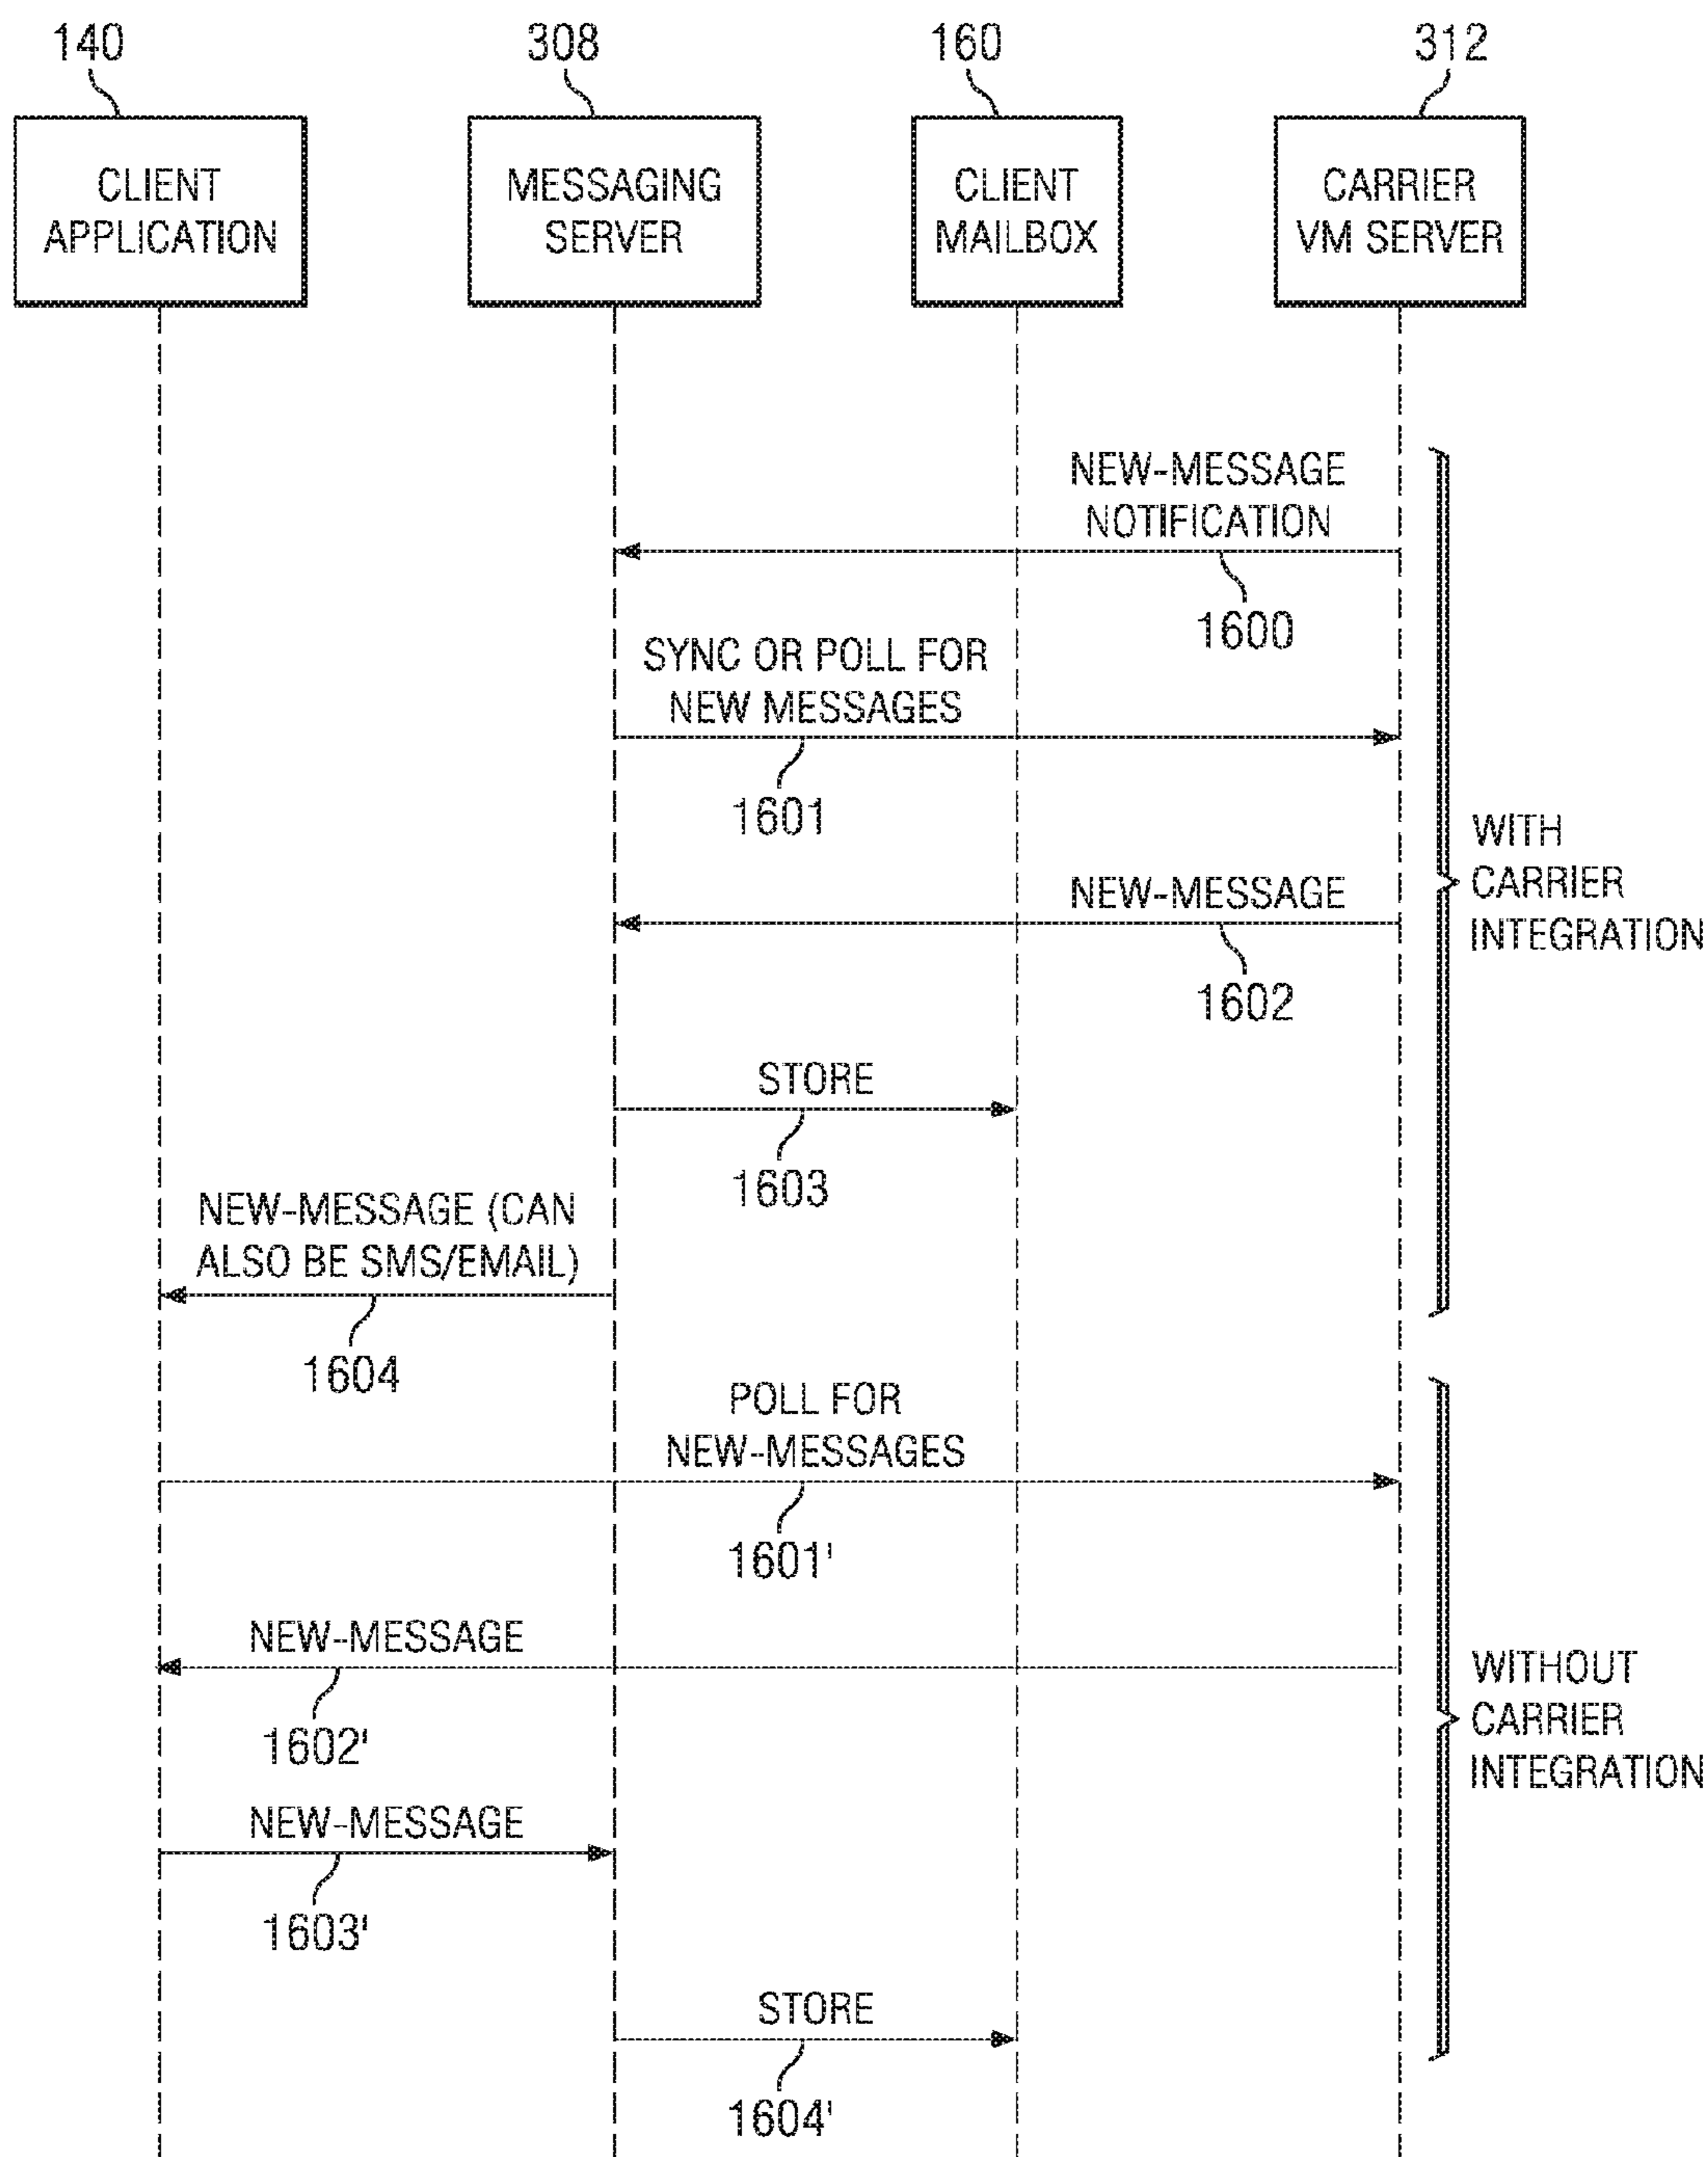 140
308
160
312
CLIENT
APPLICATION
MESSAGING
SERVER
CLIENT
MAILBOX
CARRIER
VM SERVER
NEW-MESSAGE
NOTIFICATION
1600
SYNC OR POLL FOR
NEW MESSAGES
1601
WITH
CARRIER
INTEGRATION
NEW-MESSAGE
1602
STORE
1603
NEW-MESSAGE (CAN
ALSO BE SMS/EMAIL)
1604
POLL FOR
NEW-MESSAGES
1601'
NEW-MESSAGE
1602'
WITHOUT
CARRIER
INTEGRATION
NEW-MESSAGE
1603'
STORE
1604'